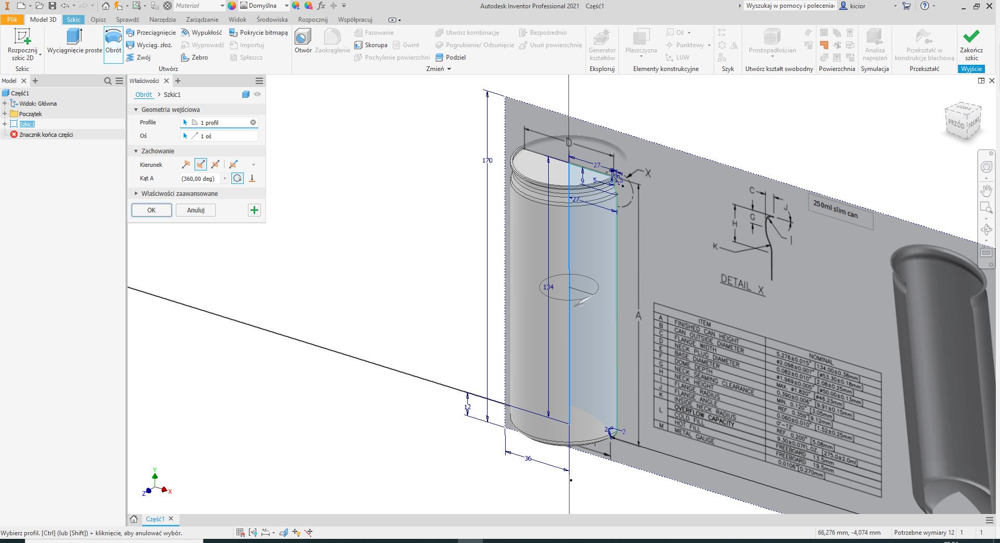 Materiał
Domyślna
Autodesk Inventor Professional 2021 Część1
Wyszukaj w pomocy i poleceniac
kicior
Plik
Model 3D
Szkic
Opisz
Sprawdź
Narzędzia
Zarządzanie
Widok
Środowiska
Rozpocznij
Współpracuj
Rozpocznij szkic 2D
Wyciągnięcie proste
Obrót
Przeciągnięcie
Wyciąg. złoż.
Zwój
Wypukłość
Wyprowadź
Żebro
Pokrycie bitmapą
Importuj
Spłaszcz
Otwór
Zaokrąglenie
Fazowanie
Skorupa
Gwint
Pochylenie powierzchni
Utwórz kombinację
Pogrubienie/ Odsunięcie
Podziel
Bezpośrednio
Usuń powierzchnię
Generator kształtów
Płaszczyzna
Oś
Punktowy
LUW
Prostopadłościan
Analiza naprężeń
Przekształć w konstrukcję blachową
Zakończ szkic
Szkic
Utwórz
Zmień
Eksploruj
Elementy konstrukcyjne
Szyk
Utwórz kształt swobodny
Powierzchnia
Symulacja
Przekształć
Wyjście
Model
Część1
Widok: Główna
Początek
Szkic1
Znacznik końca części
Właściwości
Obrót > Szkic1
Geometria wejściowa
Profile
1 profil
Oś
1 oś
Zachowanie
Kierunek
Kąt A
(360,00 deg)
Właściwości zaawansowane
OK
Anuluj
GÓRA
PRZÓD
PRAWO
170
D
27
X
9
5
27
134
A
12
36
2
2
C
J
G
H
I
K
DETAIL X
250ml slim can
ITEM NOMINAL
A FINISHED CAN HEIGHT 5.276±0.015" [134.00±0.38mm]
B CAN OUTSIDE DIAMETER ø2.098±0.007" [ø53.30±0.18mm]
C FLANGE WIDTH 0.082±0.010" [2.08±0.25mm]
D NECK PLUG DIAMETER ø1.969±0.005" [ø50.00±0.13mm]
E BASE DIAMETER MAX. ø1.820" [ø46.23mm]
F DOME DEPTH 0.390±0.006" [9.91±0.15mm]
G NECK SEAMING CLEARANCE MIN. 0.120" [3.05mm]
H NECK HEIGHT REF. 0.359"[9.12mm]
I FLANGE RADIUS 0.060±0.010" [1.52±0.25mm]
J FLANGE ANGLE 0°-12°
K INSIDE NECK RADIUS REF. 0.200" [5.08mm]
L OVERFLOW CAPACITY 9.30±0.07FL.OZ. [275.0±2.0ml]
COLD FILL FREEBOARD 13.5mm
HOT FILL FREEBOARD 19.5mm
M METAL GAUGE 0.0106"[0.270mm]
Y
Z
X
Część1
Wybierz profil. [Ctrl] (lub [Shift]) + kliknięcie, aby anulować wybór.
66,276 mm, -4,074 mm
Potrzebne wymiary 12
1
1